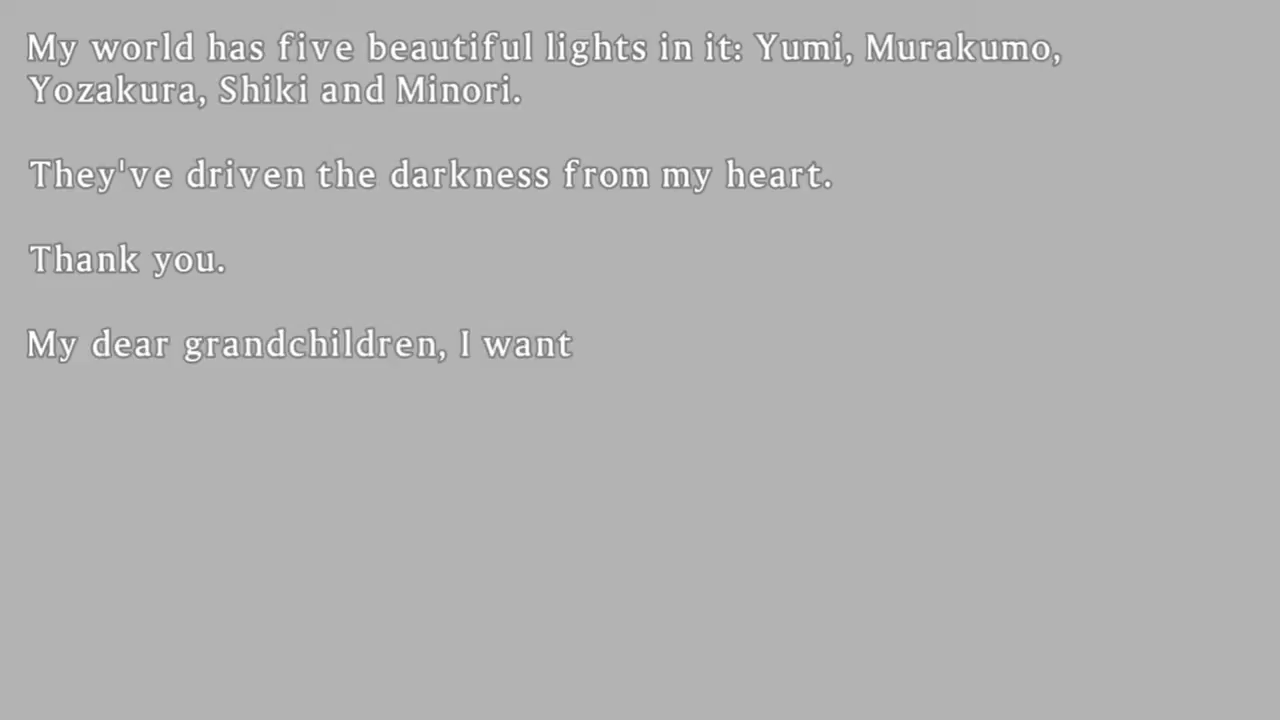 My world has five beautiful lights in it: Yumi, Murakumo,
Yozakura, Shiki and Minori.
They've driven the darkness from my heart.
Thank you.
My dear grandchildren, I want